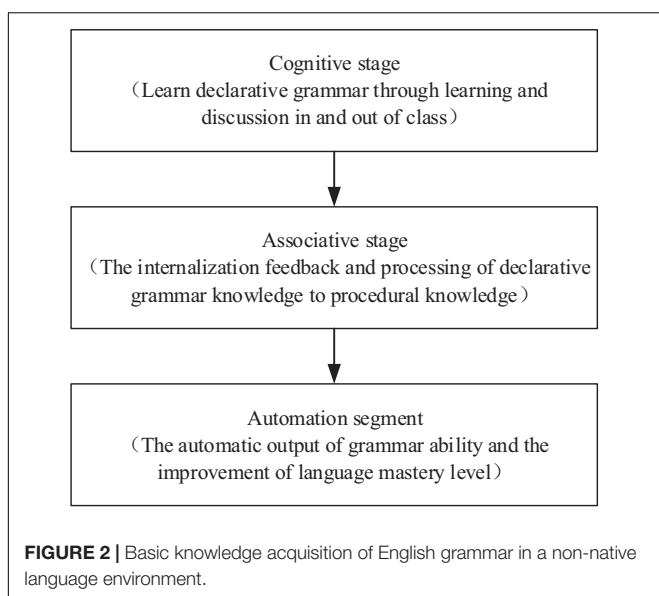 Cognitive stage
（Learn declarative grammar through learning and
discussion in and out of class）
Associative stage
（The internalization feedback and processing of declarative
grammar knowledge to procedural knowledge）
Automation segment
（The automatic output of grammar ability and the
improvement of language mastery level）
FIGURE 2 | Basic knowledge acquisition of English grammar in a non-native
language environment.